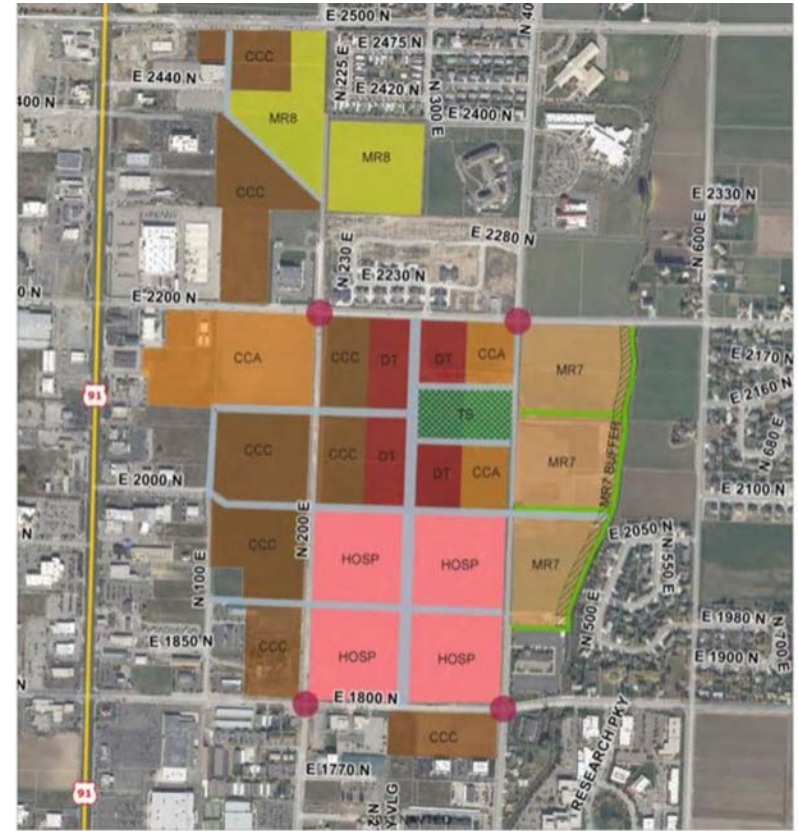 E 2500 N
N 40
CCC
E 2475 N
N 225 E
E 2440 N
E 2420 N
N 300 E
400 N
E 2400 N
MR8
MR8
CCC
E 2330 N
N 600 E
E 2280 N
N 230 E
E 2230 N
0 N
E 2200 N
CCA
CCC
DT
DT
CCA
MR7
E 2170 N
E 2160 N
91
TS
N 680 E
CCC
CCC
DT
DT
CCA
MR7
MR7 BUFFER
E 2000 N
E 2100 N
N 200 E
N
CCC
HOSP
HOSP
MR7
E 2050 N
N 550 E
N 100 E
N 500 E
E 1980 N
N 700 E
E 1850 N
CCC
HOSP
HOSP
E 1900 N
N
E 1800 N
CCC
RESEARCH PKY
E 1770 N
91
NAVTEQ